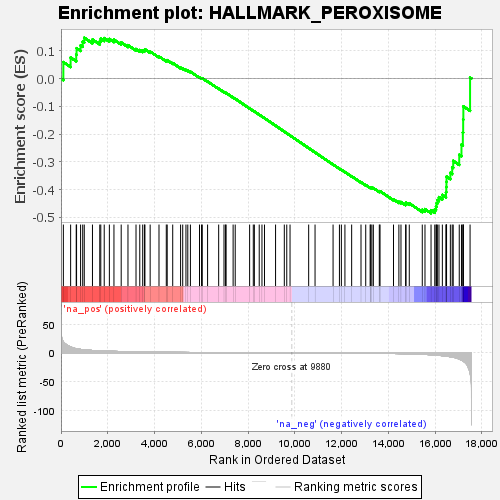 Enrichment plot: HALLMARK_PEROXISOME
Enrichment score (ES)
0.1
0.0
-0.1
-0.2
-0.3
-0.4
-0.5
'na_pos' (positively correlated)
Ranked list metric (PreRanked)
50
0
-50
-100
Zero cross at 9880
'na_neg' (negatively correlated)
0 2,000 4,000 6,000 8,000 10,000 12,000 14,000 16,000 18,000
Rank in Ordered Dataset
Enrichment profile Hits Ranking metric scores